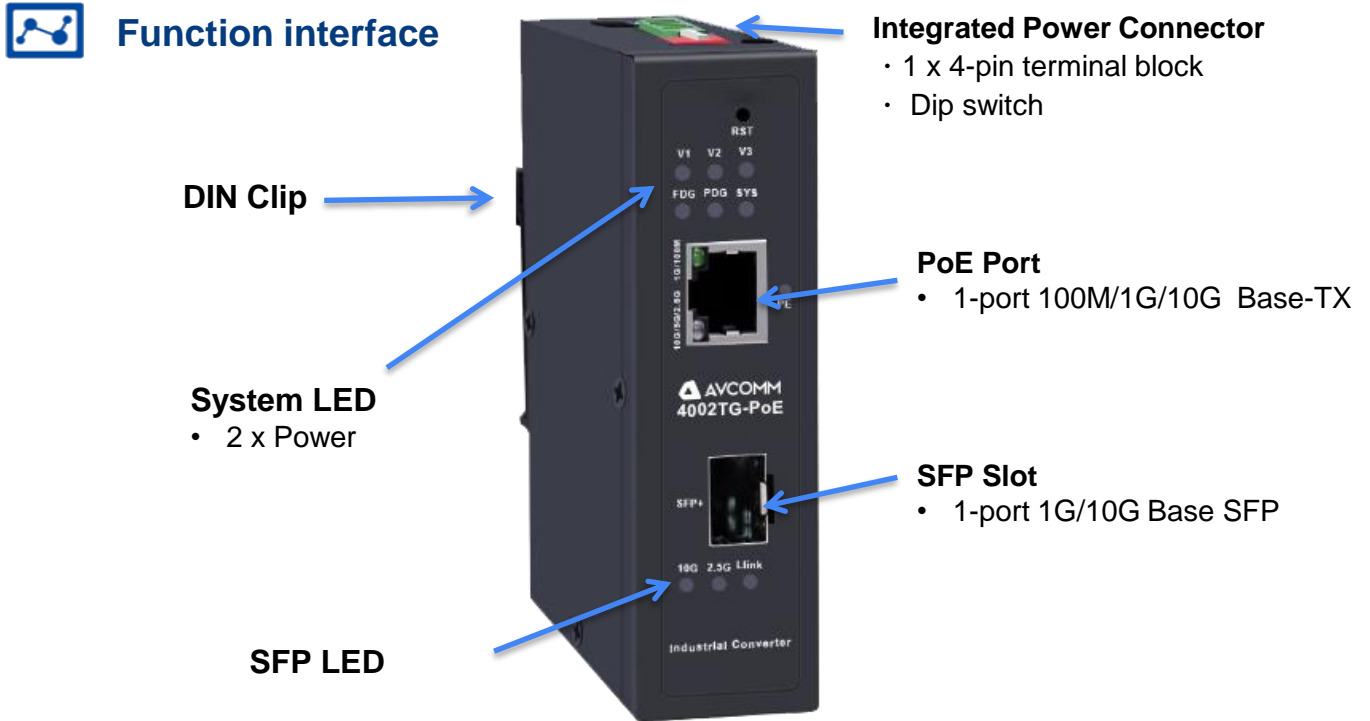 Function interface
Integrated Power Connector
· 1 x 4-pin terminal block
· Dip switch
DIN Clip
RST
V1 V2 V3
FDG PDG SYS
10G/5G/2.5G 1G/100M
PoE Port
• 1-port 100M/1G/10G Base-TX
System LED
• 2 x Power
AVCOMM
4002TG-PoE
SFP Slot
• 1-port 1G/10G Base SFP
SFP+
10G 2.5G Llink
SFP LED
Industrial Converter